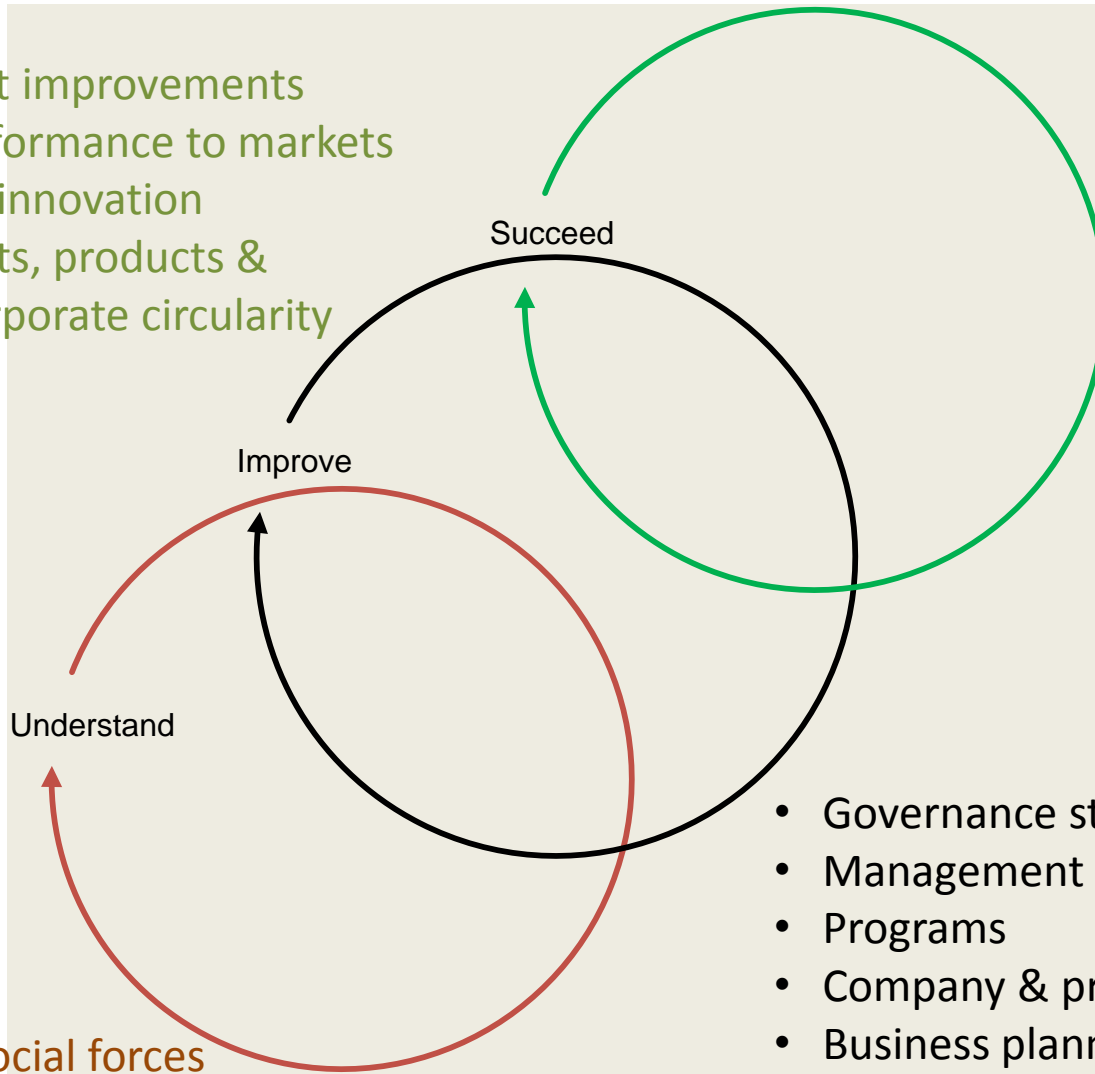 t improvements
formance to markets
innovation
ts, products &
porate circularity
Succeed
Improve
Understand
• Governance st
• Management
• Programs
• Company & pr
• Business plann
ocial forces